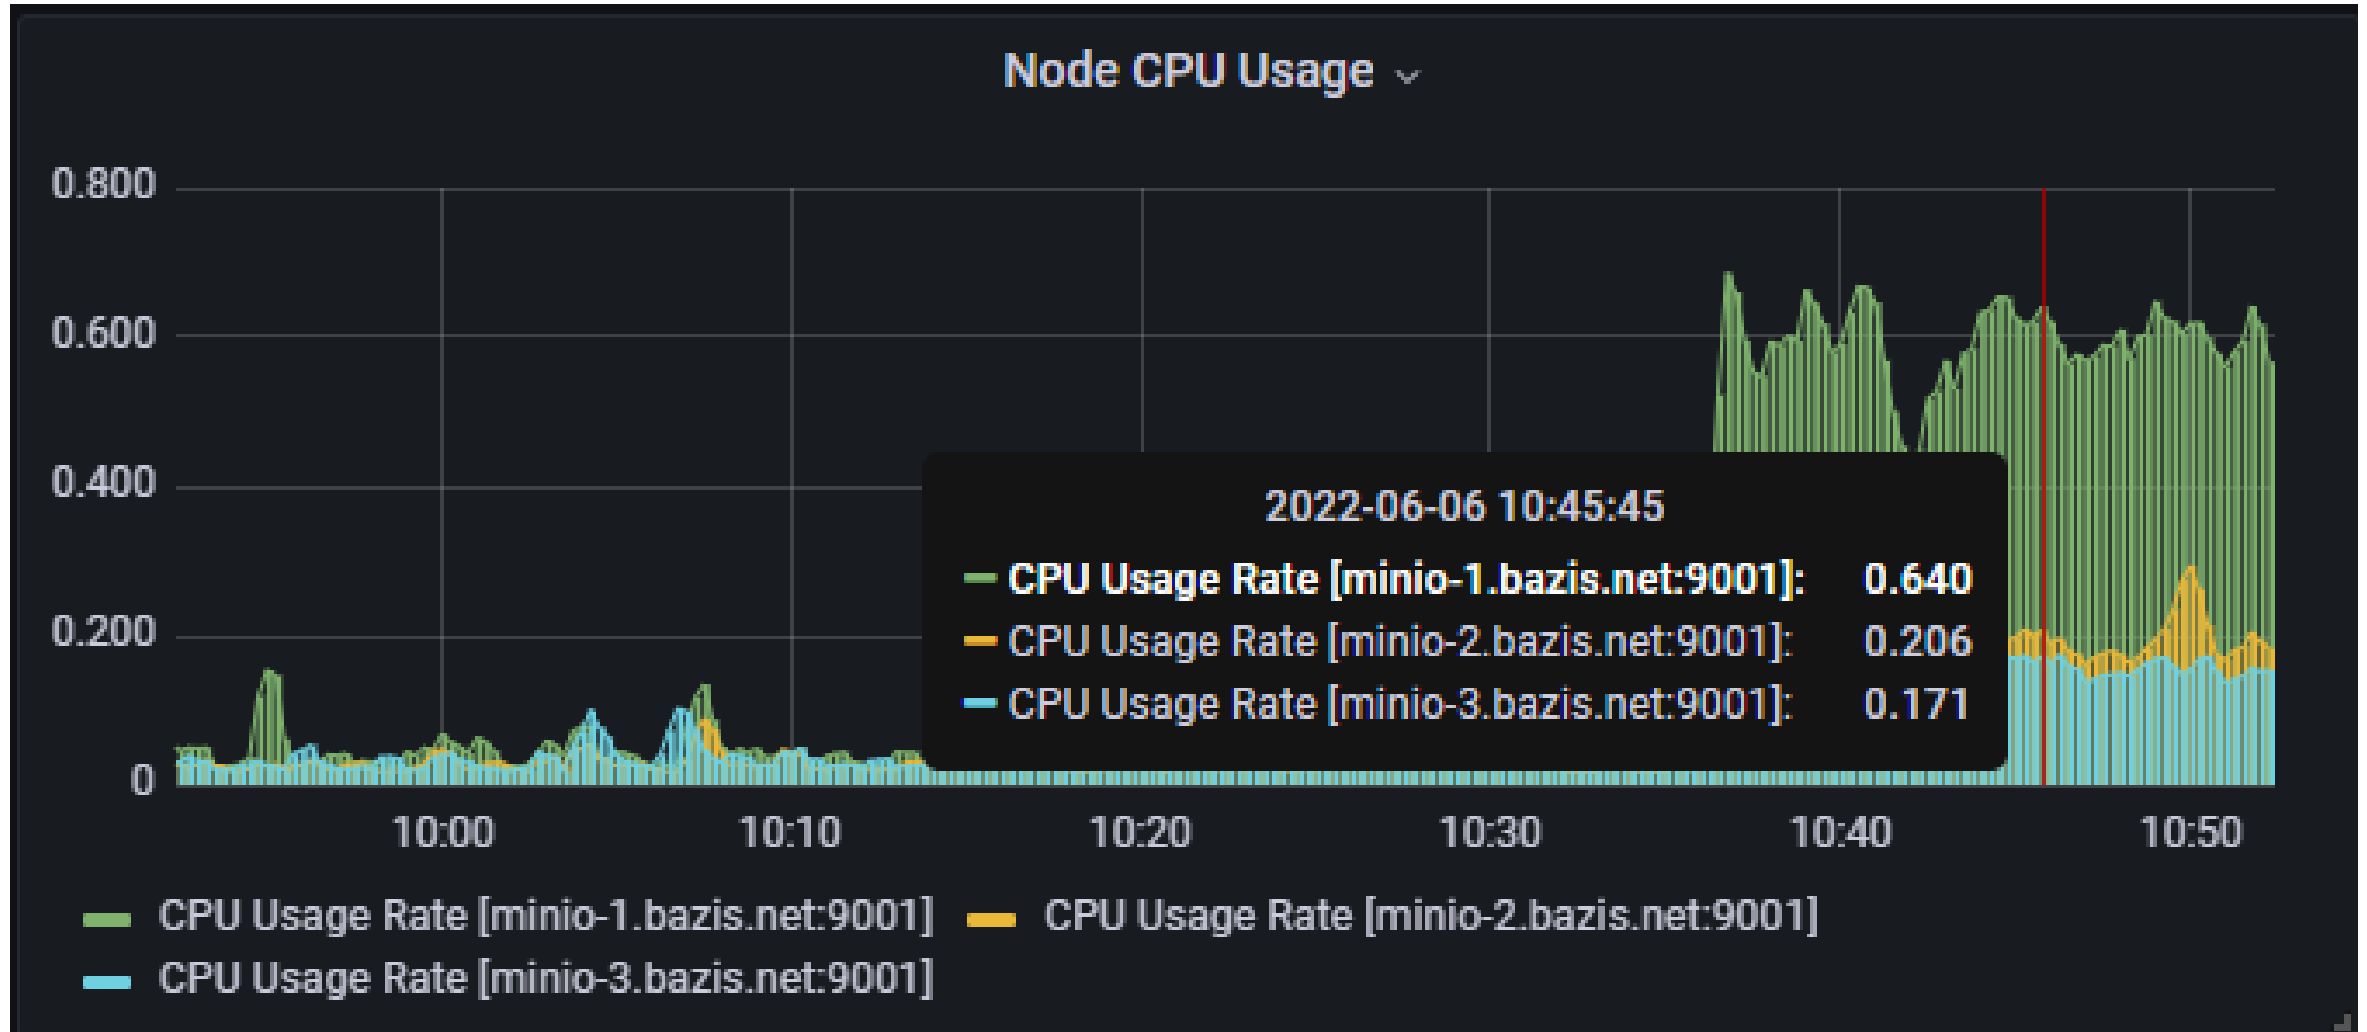 Node CPU Usage
0.800
0.600
0.400
0.200
0
2022-06-06 10:45:45
CPU Usage Rate [minio-1.bazis.net:9001]: 0.640
CPU Usage Rate [minio-2.bazis.net:9001]: 0.206
CPU Usage Rate [minio-3.bazis.net:9001]: 0.171
10:00 10:10 10:20 10:30 10:40 10:50
CPU Usage Rate [minio-1.bazis.net:9001] CPU Usage Rate [minio-2.bazis.net:9001]
CPU Usage Rate [minio-3.bazis.net:9001]